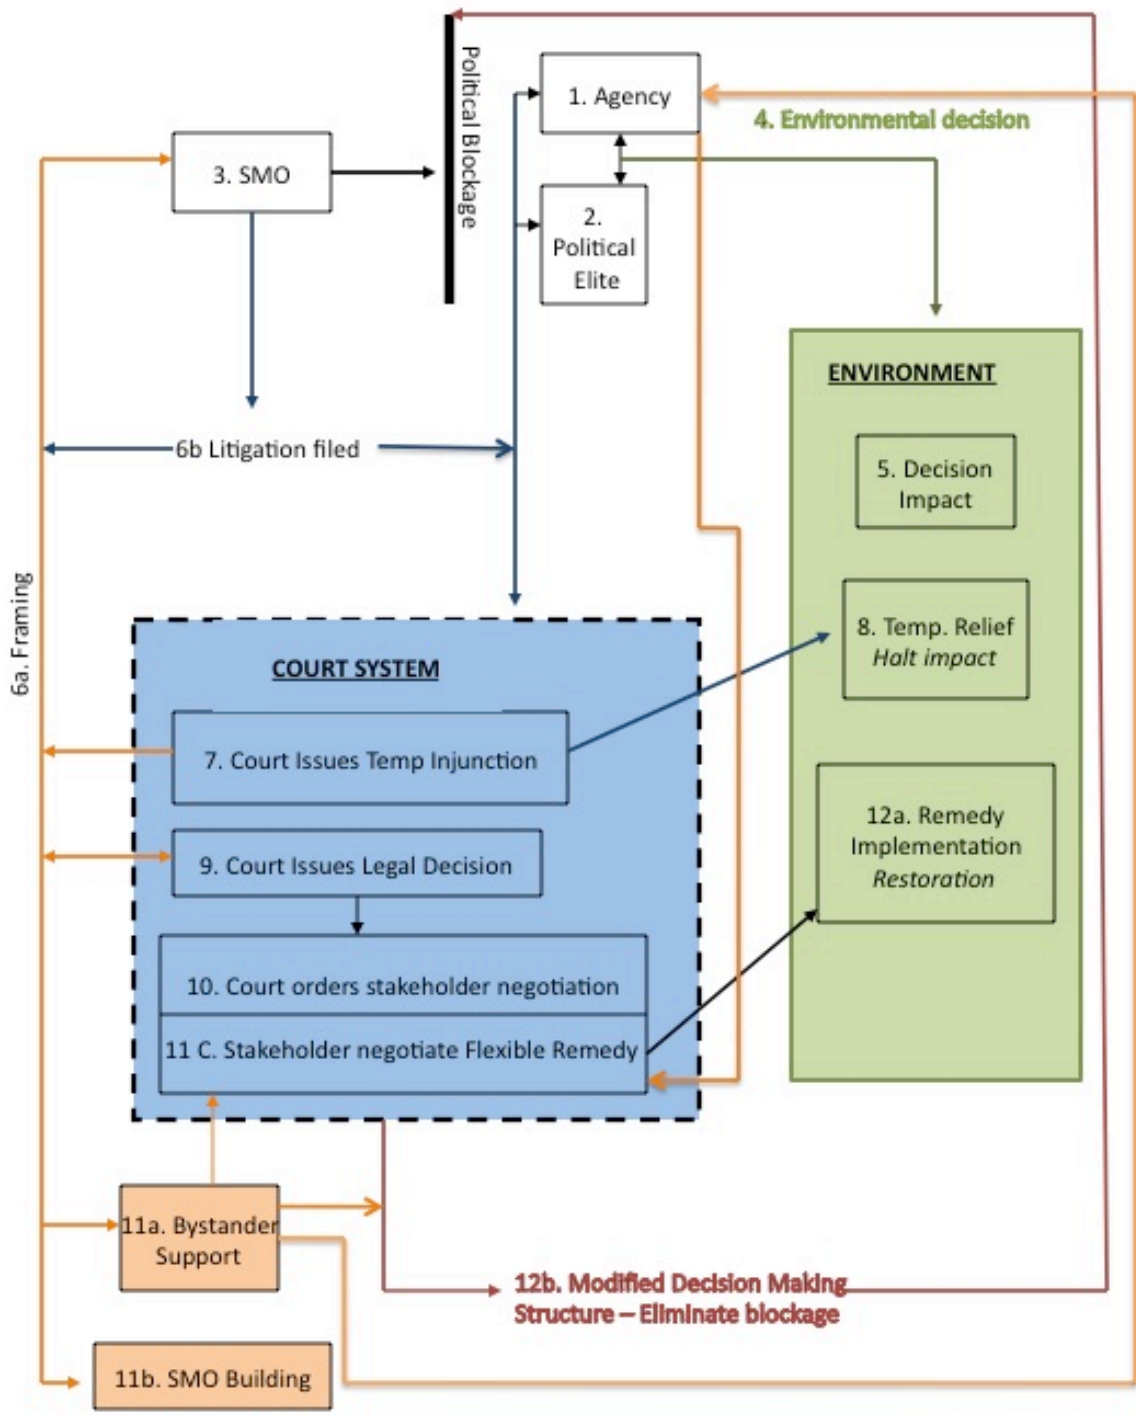 Political Blockage
1. Agency
4. Environmental decision
3. SMO
2.
Political
Elite
ENVIRONMENT
6b Litigation filed
5. Decision
Impact
6a. Framing
8. Temp. Relief
Halt impact
COURT SYSTEM
7. Court Issues Temp Injunction
12a. Remedy
Implementation
Restoration
9. Court Issues Legal Decision
10. Court orders stakeholder negotiation
11 C. Stakeholder negotiate Flexible Remedy
11a. Bystander
Support
12b. Modified Decision Making
Structure – Eliminate blockage
11b. SMO Building